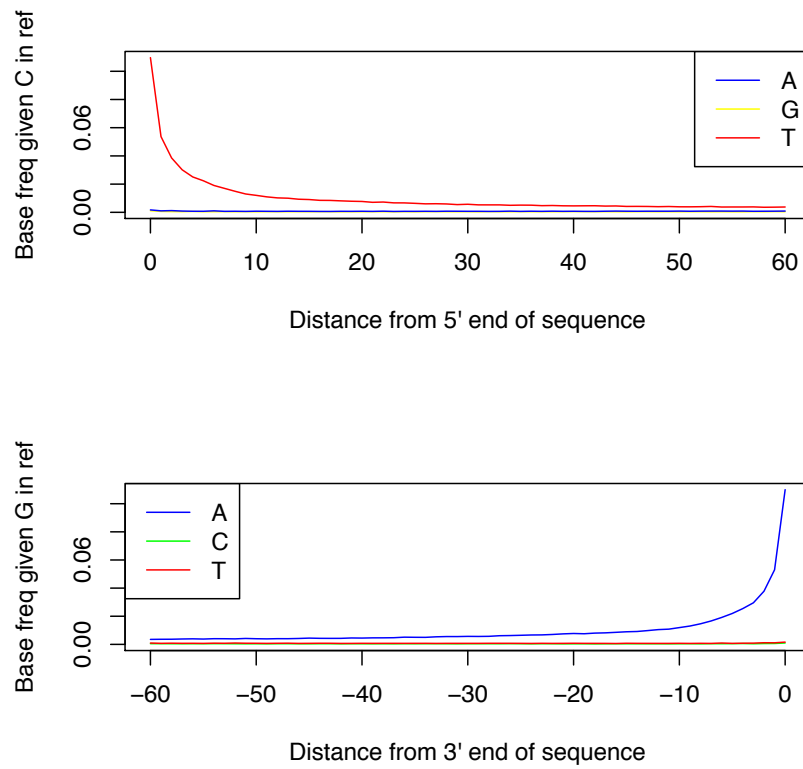 Base freq given C in ref
0.00
0.06
A
G
T
0 10 20 30 40 50 60
Distance from 5' end of sequence
Base freq given G in ref
0.00
0.06
A
C
T
−60 −50 −40 −30 −20 −10 0
Distance from 3' end of sequence